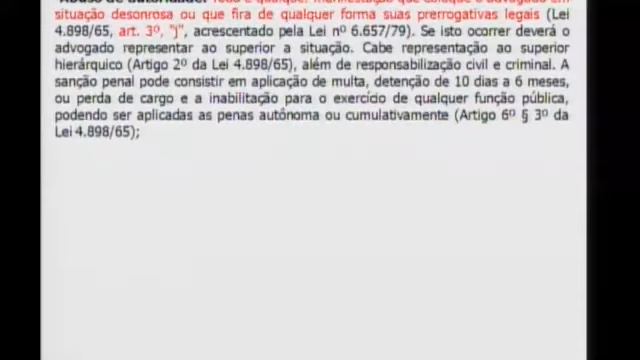 situação desonrosa ou que fira de qualquer forma suas prerrogativas legais (Lei
4.898/65, art. 3º, "j", acrescentado pela Lei nº 6.657/79). Se isto ocorrer deverá o
advogado representar ao superior a situação. Cabe representação ao superior
hierárquico (Artigo 2º da Lei 4.898/65), além de responsabilização civil e criminal. A
sanção penal pode consistir em aplicação de multa, detenção de 10 dias a 6 meses,
ou perda de cargo e a inabilitação para o exercício de qualquer função pública,
podendo ser aplicadas as penas autônoma ou cumulativamente (Artigo 6º § 3º da
Lei 4.898/65);